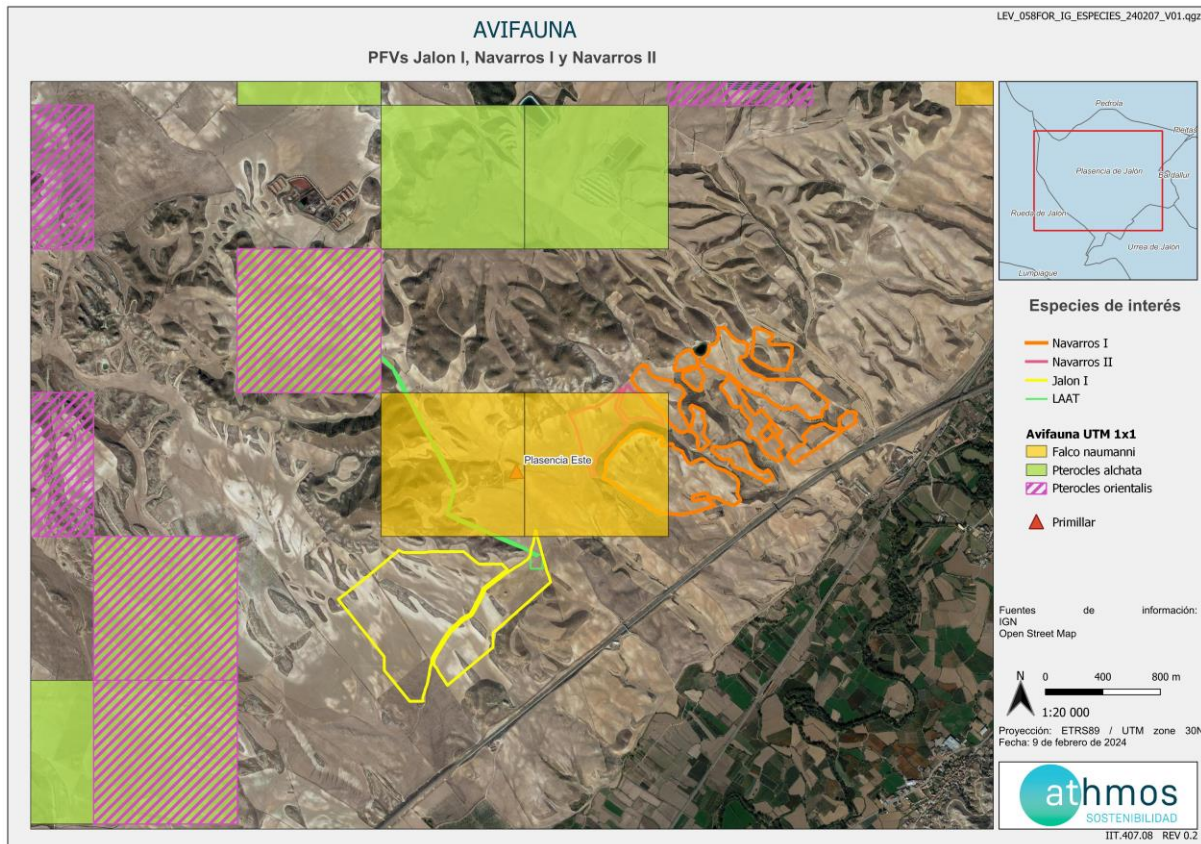 LEV_058FOR_IG_ESPECIES_240207_V01.qgz
AVIFAUNA
PFVs Jalon I, Navarros I y Navarros II
Pedrola
Pleitas
Plasencia de Jalón
Bardallur
Rueda de Jalón
Urrea de Jalón
Lumpiaque
Plasencia Este
Especies de interés
Navarros I
Navarros II
Jalon I
LAAT
Avifauna UTM 1x1
Falco naumanni
Pterocles alchata
Pterocles orientalis
Primillar
Fuentes de información:
IGN
Open Street Map
N
0 400 800 m
1:20 000
Proyección: ETRS89 / UTM zone 30N
Fecha: 9 de febrero de 2024
athmos
SOSTENIBILIDAD
IIT.407.08 REV 0.2